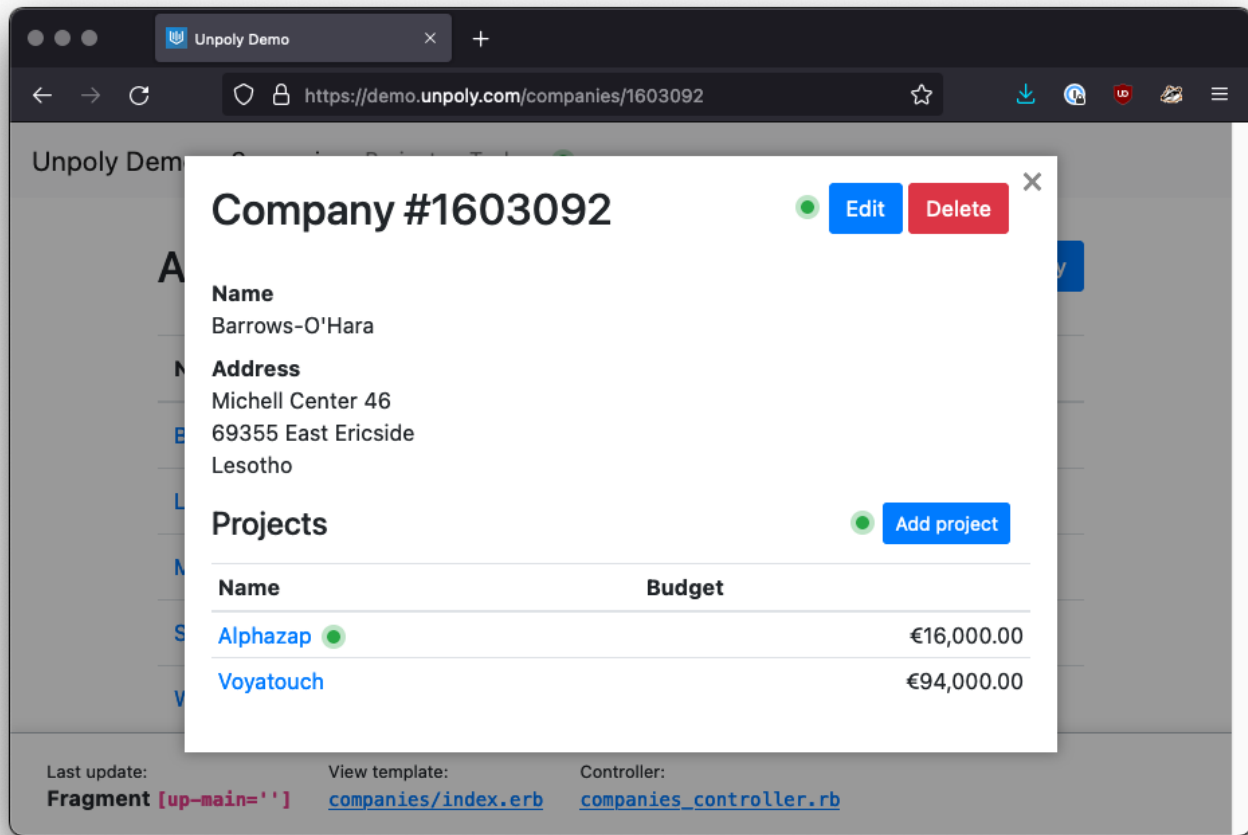 Unpoly Demo
https://demo.unpoly.com/companies/1603092
Unpoly Dem
Company #1603092
Edit
Delete
A
y
Name
Barrows-O'Hara
Address
Michell Center 46
69355 East Ericside
Lesotho
Projects
Add project
Name Budget
Alphazap €16,000.00
Voyatouch €94,000.00
N
B
L
M
S
W
Last update: View template: Controller:
Fragment [up-main=''] companies/index.erb companies_controller.rb